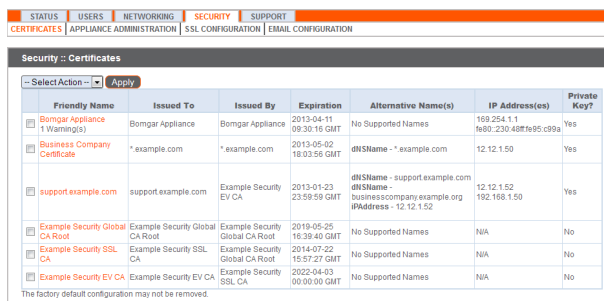 STATUS USERS NETWORKING SECURITY SUPPORT
CERTIFICATES APPLIANCE ADMINISTRATION SSL CONFIGURATION EMAIL CONFIGURATION
Security :: Certificates
-- Select Action -- Apply
Friendly Name Issued To Issued By Expiration Alternative Name(s) IP Address(es) Private Key?
Bomgar Appliance
1 Warning(s)
Bomgar Appliance
Bomgar Appliance
2013-04-11
09:30:16 GMT
No Supported Names
169.254.1.1
fe80::230:48ff:fe95:c99a
Yes
Business Company
Certificate
*.example.com
*.example.com
2013-05-02
18:03:56 GMT
dNSName - *.example.com
12.12.1.50
Yes
support.example.com
support.example.com
Example Security
EV CA
2013-01-23
23:59:59 GMT
dNSName - support.example.com
dNSName -
businesscompany.example.org
iPAddress - 12.12.1.52
12.12.1.52
192.168.1.50
Yes
Example Security Global
CA Root
Example Security Global
CA Root
Example Security
Global CA Root
2019-05-25
16:39:40 GMT
No Supported Names
N/A
No
Example Security SSL
CA
Example Security SSL
CA
Example Security
Global CA Root
2014-07-22
15:57:27 GMT
No Supported Names
N/A
No
Example Security EV CA
Example Security EV CA
Example Security
SSL CA
2022-04-03
00:00:00 GMT
No Supported Names
N/A
No
The factory default configuration may not be removed.